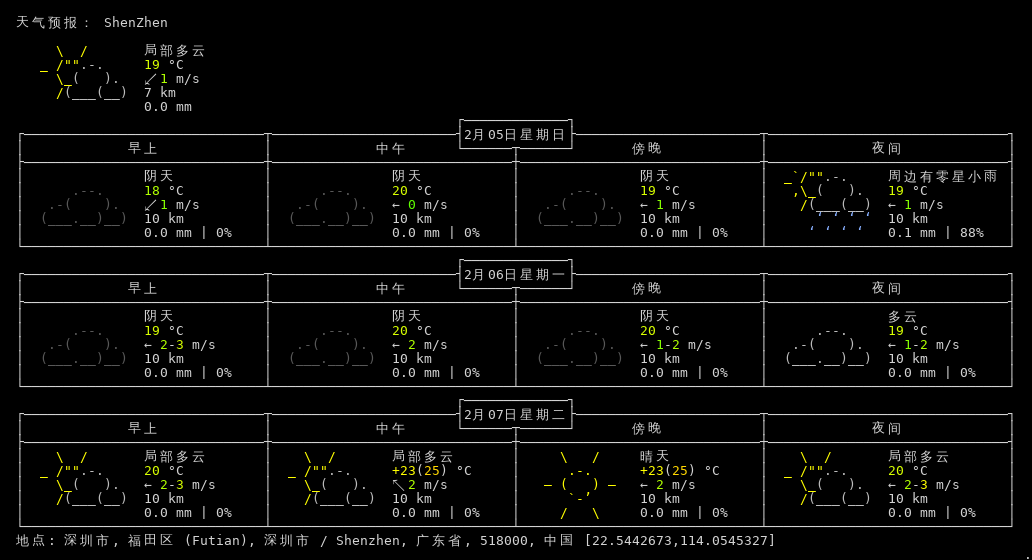 天气预报： ShenZhen
局部多云
19 °C
↙ 1 m/s
7 km
0.0 mm
2月05日星期日
早上 中午 傍晚 夜间
阴天 阴天 阴天 周边有零星小雨
18 °C 20 °C 19 °C 19 °C
↙ 1 m/s ← 0 m/s ← 1 m/s ← 1 m/s
10 km 10 km 10 km 10 km
0.0 mm | 0% 0.0 mm | 0% 0.0 mm | 0% 0.1 mm | 88%
2月06日星期一
早上 中午 傍晚 夜间
阴天 阴天 阴天 多云
19 °C 20 °C 20 °C 19 °C
← 2-3 m/s ← 2 m/s ← 1-2 m/s ← 1-2 m/s
10 km 10 km 10 km 10 km
0.0 mm | 0% 0.0 mm | 0% 0.0 mm | 0% 0.0 mm | 0%
2月07日星期二
早上 中午 傍晚 夜间
局部多云 局部多云 晴天 局部多云
20 °C +23(25) °C +23(25) °C 20 °C
← 2-3 m/s ↖ 2 m/s ← 2 m/s ← 2-3 m/s
10 km 10 km 10 km 10 km
0.0 mm | 0% 0.0 mm | 0% 0.0 mm | 0% 0.0 mm | 0%
地点: 深圳市, 福田区 (Futian), 深圳市 / Shenzhen, 广东省, 518000, 中国 [22.5442673,114.0545327]